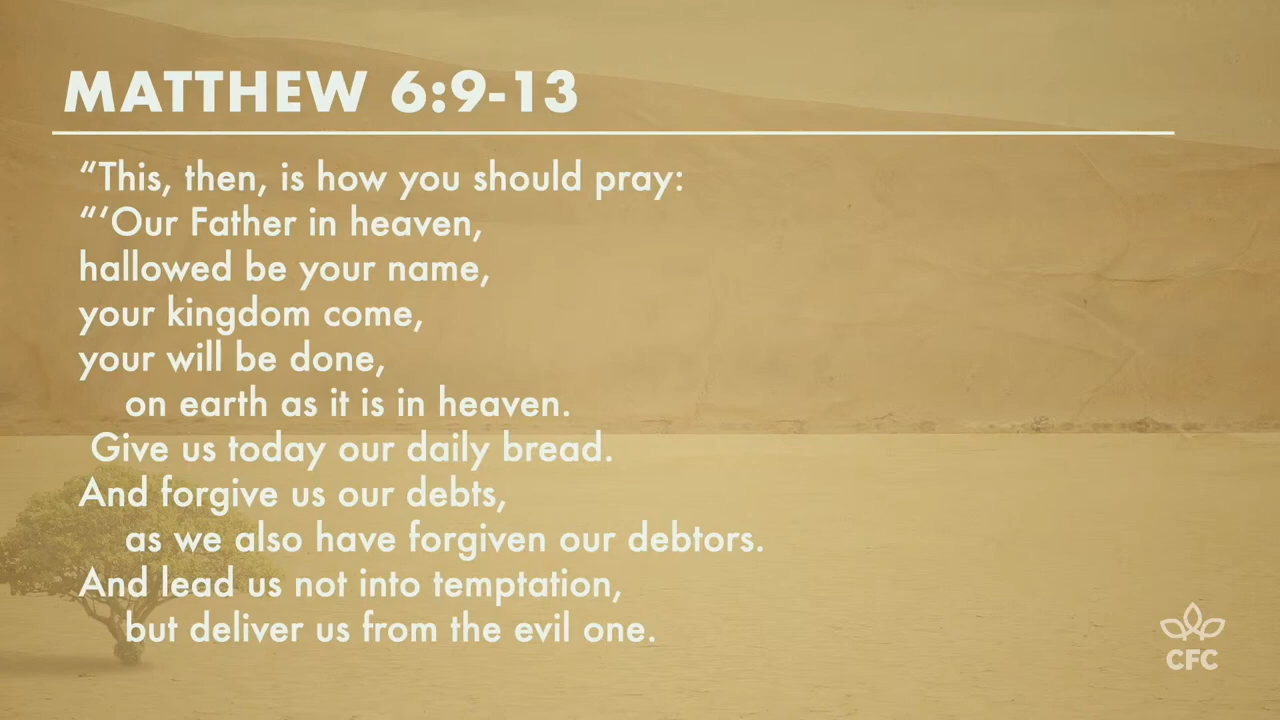 MATTHEW 6:9-13
“This, then, is how you should pray:
“‘Our Father in heaven,
hallowed be your name,
your kingdom come,
your will be done,
on earth as it is in heaven.
Give us today our daily bread.
And forgive us our debts,
as we also have forgiven our debtors.
And lead us not into temptation,
but deliver us from the evil one.
CFC